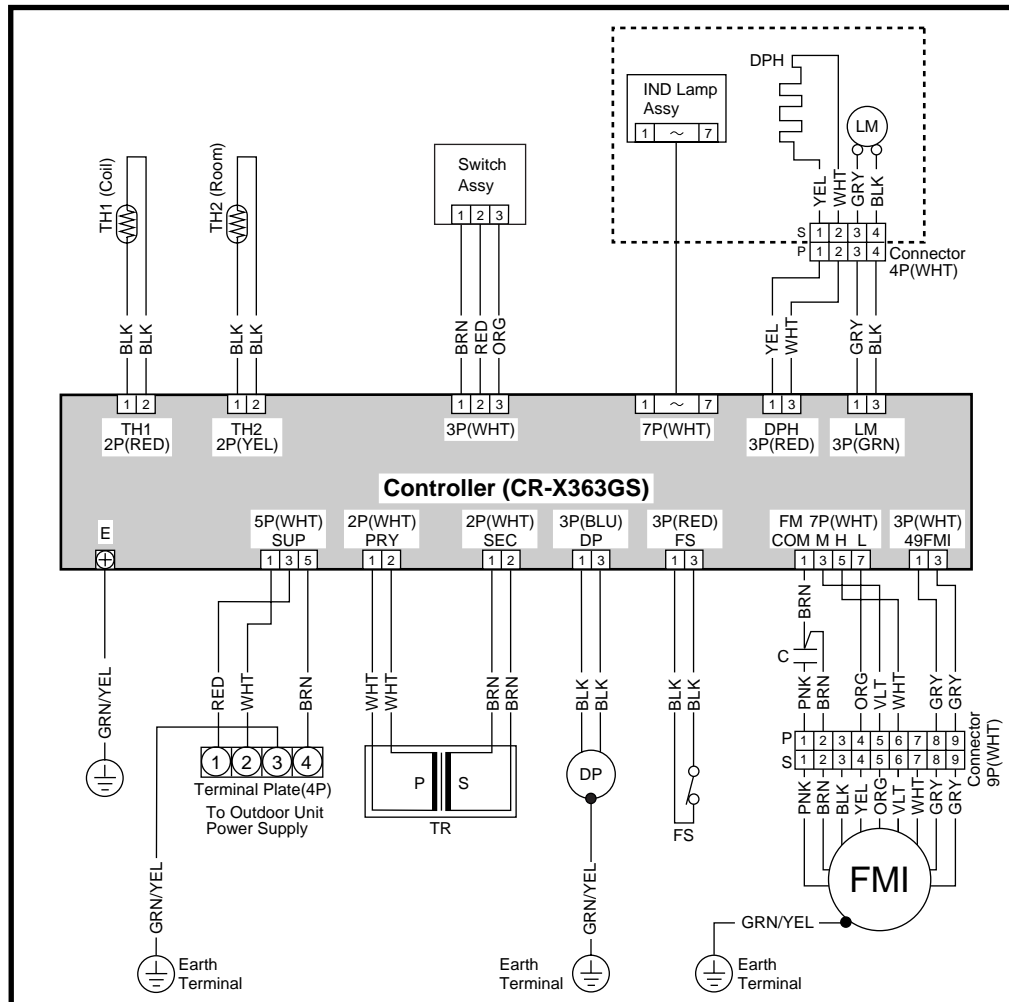 DPH
IND Lamp
Assy
1 ~ 7
LM
YEL
WHT
GRY
BLK
S 1 2 3 4
P 1 2 3 4
Connector
4P(WHT)
TH1 (Coil)
TH2 (Room)
Switch
Assy
1 2 3
BLK
BLK
BLK
BLK
BRN
RED
ORG
YEL
WHT
GRY
BLK
1 2
1 2
1 2 3
1 ~ 7
1 3
1 3
TH1
2P(RED)
TH2
2P(YEL)
3P(WHT)
7P(WHT)
DPH
3P(RED)
LM
3P(GRN)
Controller (CR-X363GS)
E
5P(WHT)
SUP
2P(WHT)
PRY
2P(WHT)
SEC
3P(BLU)
DP
3P(RED)
FS
FM 7P(WHT)
COM M H L
3P(WHT)
49FMI
1 3 5
1 2
1 2
1 3
1 3
1 3 5 7
1 3
BRN
C
GRN/YEL
RED
WHT
BRN
WHT
WHT
BRN
BRN
BLK
BLK
BLK
BLK
PNK
BRN
ORG
VLT
WHT
GRY
GRY
P 1 2 3 4 5 6 7 8 9
S 1 2 3 4 5 6 7 8 9
Connector
9P(WHT)
1 2 3 4
Terminal Plate(4P)
To Outdoor Unit
Power Supply
P S
TR
DP
FS
PNK
BRN
BLK
YEL
ORG
VLT
WHT
GRY
GRY
FMI
GRN/YEL
GRN/YEL
GRN/YEL
Earth
Terminal
Earth
Terminal
Earth
Terminal